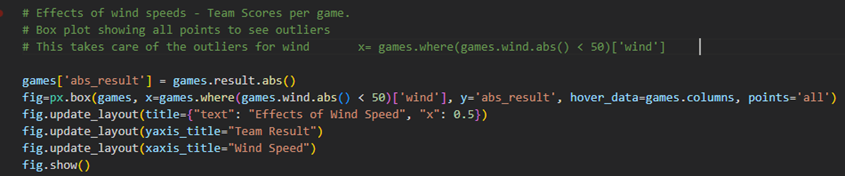 # Effects of wind speeds - Team Scores per game.
# Box plot showing all points to see outliers
# This takes care of the outliers for wind       x= games.where(games.wind.abs() < 50)['wind']
games['abs_result'] = games.result.abs()
fig=px.box(games, x=games.where(games.wind.abs() < 50)['wind'], y='abs_result', hover_data=games.columns, points='all')
fig.update_layout(title={"text": "Effects of Wind Speed", "x": 0.5})
fig.update_layout(yaxis_title="Team Result")
fig.update_layout(xaxis_title="Wind Speed")
fig.show()